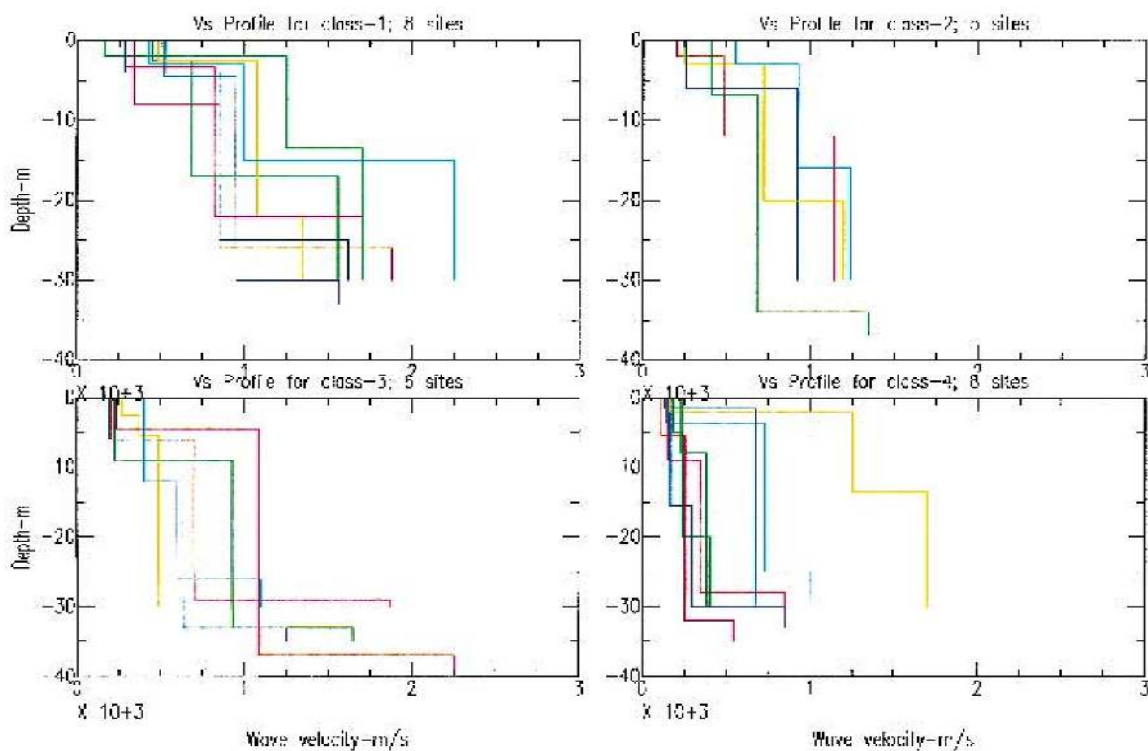 Vs Profile for class-1; 8 sites
Vs Profile for class-2; 5 sites
0
-10
-20
-30
-40
Depth-m
0 1 2 3
X 10+3
0
-10
-20
-30
-40
0 1 2 3
X 10+3
Vs Profile for class-3; 6 sites
Vs Profile for class-4; 8 sites
0
10
-20
-30
-40
Depth-m
0 1 2 3
X 10+3
Wave velocity-m/s
0
10
-20
-30
-40
0 1 2 3
X 10+3
Wave velocity-m/s